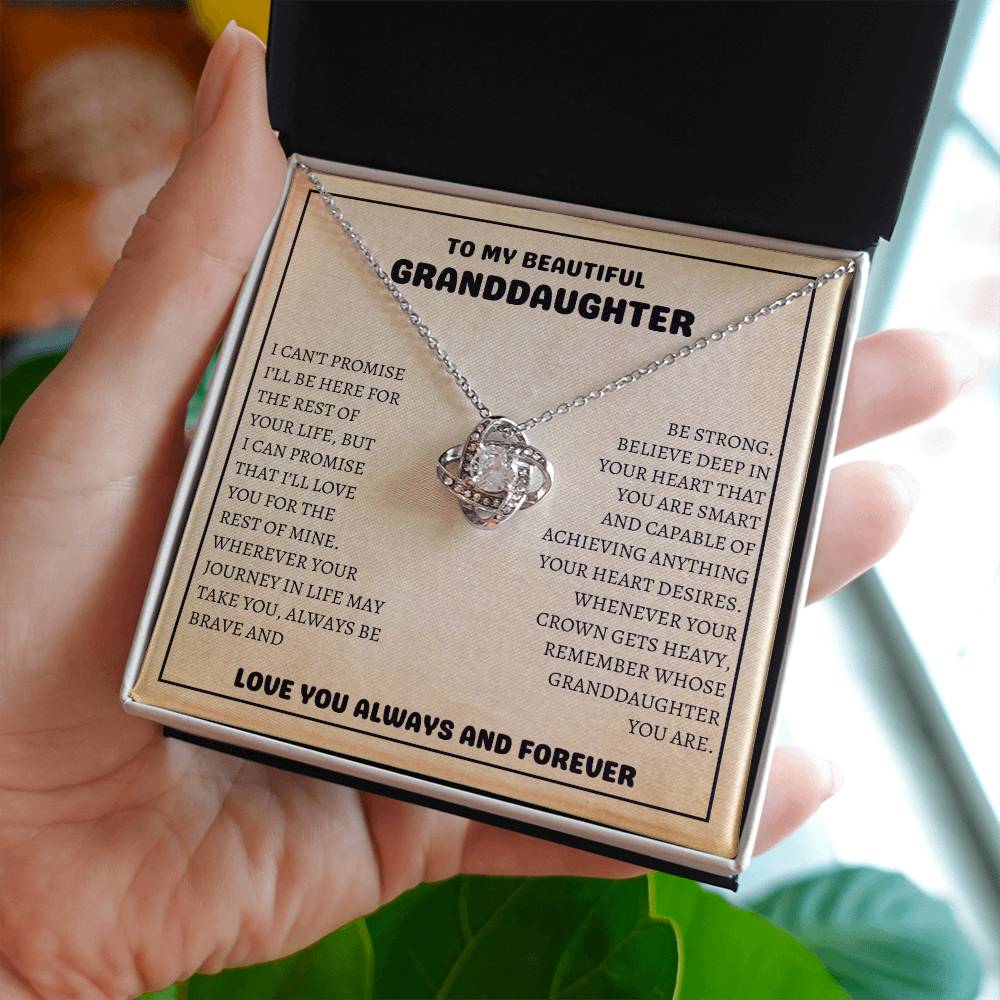 TO MY BEAUTIFUL
GRANDDAUGHTER
I CAN'T PROMISE
I'LL BE HERE FOR
THE REST OF
YOUR LIFE, BUT
I CAN PROMISE
THAT I'LL LOVE
YOU FOR THE
REST OF MINE.
WHEREVER YOUR
JOURNEY IN LIFE MAY
TAKE YOU, ALWAYS BE
BRAVE AND
BE STRONG.
BELIEVE DEEP IN
YOUR HEART THAT
YOU ARE SMART
AND CAPABLE OF
ACHIEVING ANYTHING
YOUR HEART DESIRES.
WHENEVER YOUR
CROWN GETS HEAVY,
REMEMBER WHOSE
GRANDDAUGHTER
YOU ARE.
LOVE YOU ALWAYS AND FOREVER